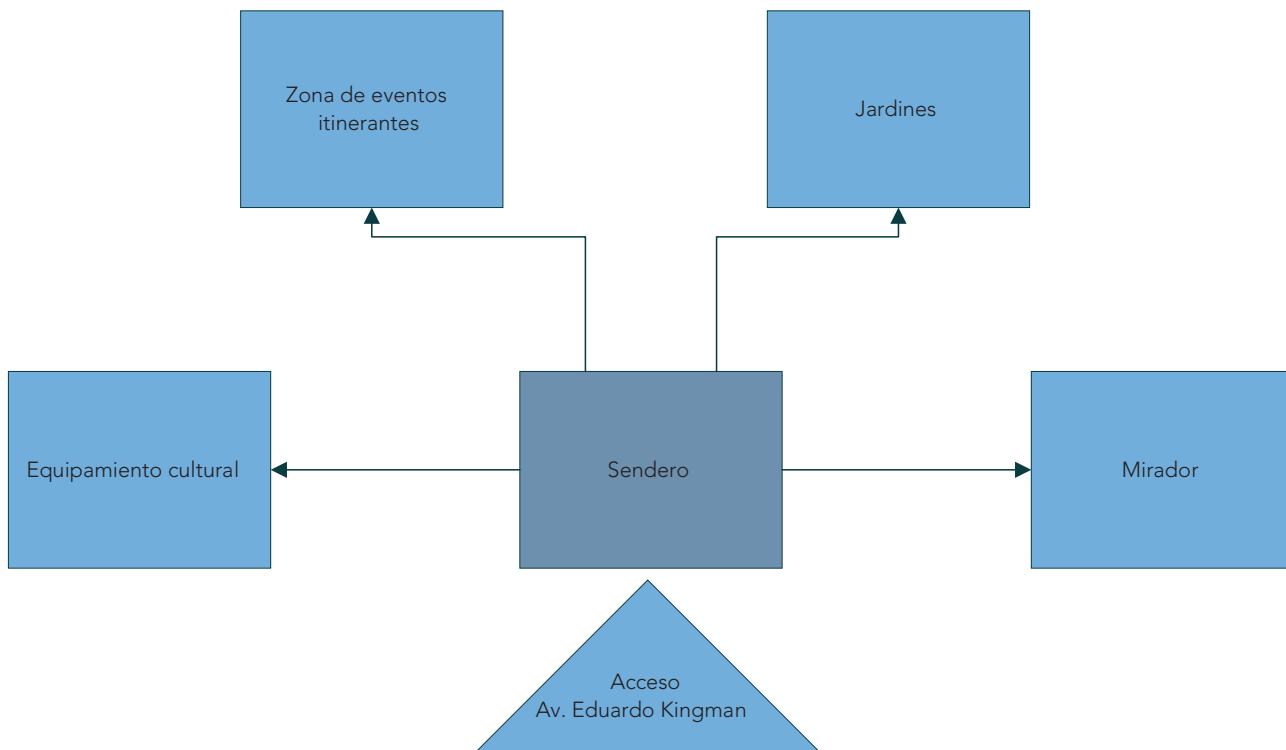 Zona de eventos
itinerantes
Jardines
Equipamiento cultural
Sendero
Mirador
Acceso
Av. Eduardo Kingman